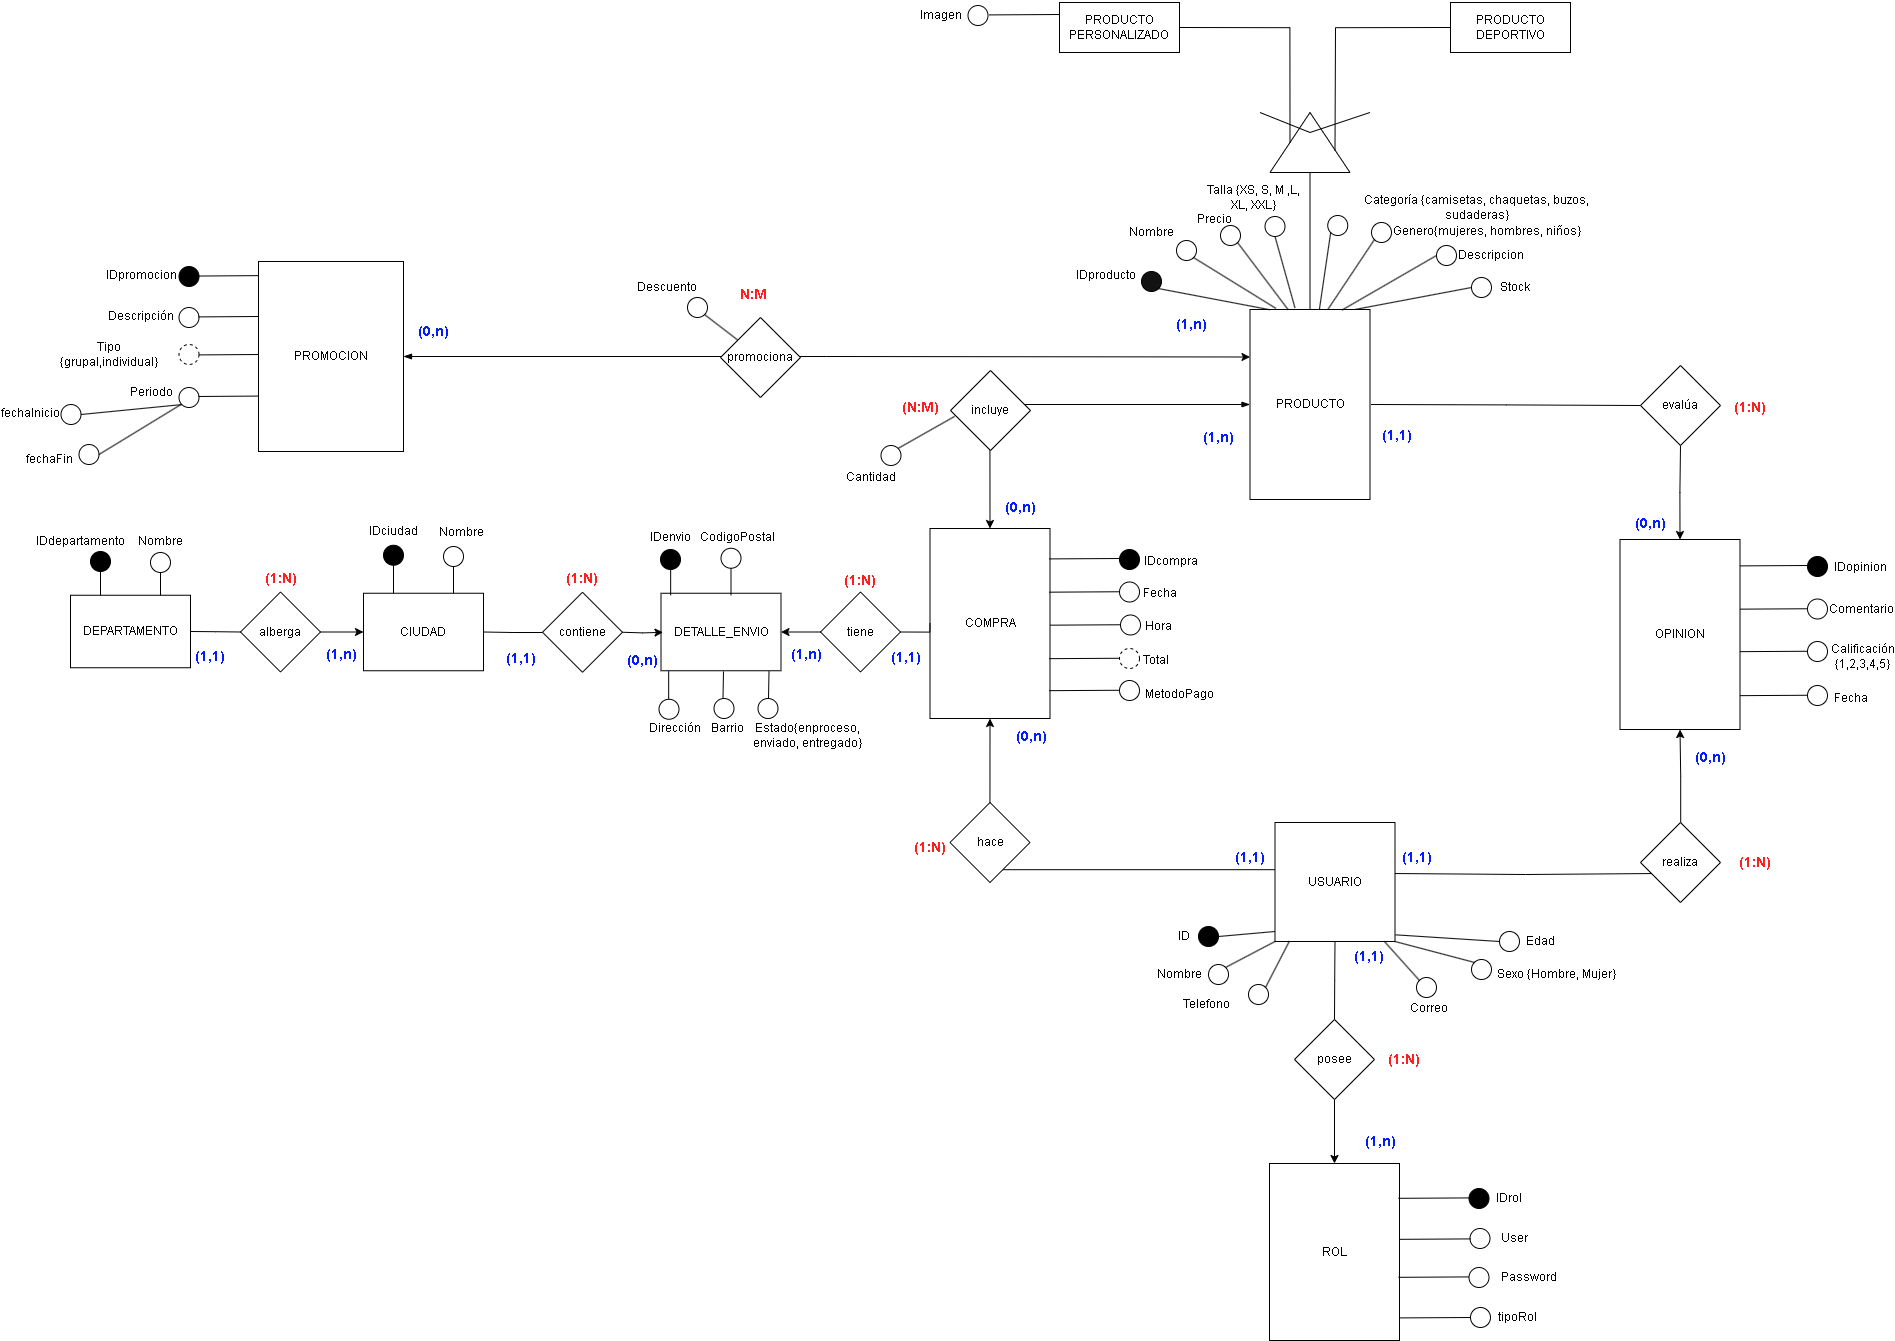 Imagen
PRODUCTO
PERSONALIZADO
PRODUCTO
DEPORTIVO
Talla {XS, S, M ,L,
XL, XXL}
Precio
Nombre
IDproducto
Categoría {camisetas, chaquetas, buzos,
sudaderas}
Genero{mujeres, hombres, niños}
Descripcion
Stock
IDpromocion
Descripción
Tipo
{grupal,individual}
Periodo
fechaInicio
fechaFin
PROMOCION
(0,n)
Descuento
N:M
promociona
(1,n)
PRODUCTO
(N:M)
incluye
(1,n)
Cantidad
(0,n)
(1,1)
evalúa
(1:N)
(0,n)
IDdepartamento
Nombre
DEPARTAMENTO
(1,1)
(1:N)
alberga
(1,n)
IDciudad
Nombre
CIUDAD
(1,1)
(1:N)
contiene
(0,n)
IDenvio
CodigoPostal
DETALLE_ENVIO
Dirección
Barrio
Estado{enproceso,
enviado, entregado}
(1,n)
(1:N)
tiene
(1,1)
COMPRA
IDcompra
Fecha
Hora
Total
MetodoPago
(0,n)
OPINION
IDopinion
Comentario
Calificación
{1,2,3,4,5}
Fecha
(0,n)
(1:N)
hace
(1,1)
USUARIO
(1,1)
realiza
(1:N)
ID
Nombre
Telefono
(1,1)
Correo
Sexo {Hombre, Mujer}
Edad
posee
(1:N)
(1,n)
ROL
IDrol
User
Password
tipoRol